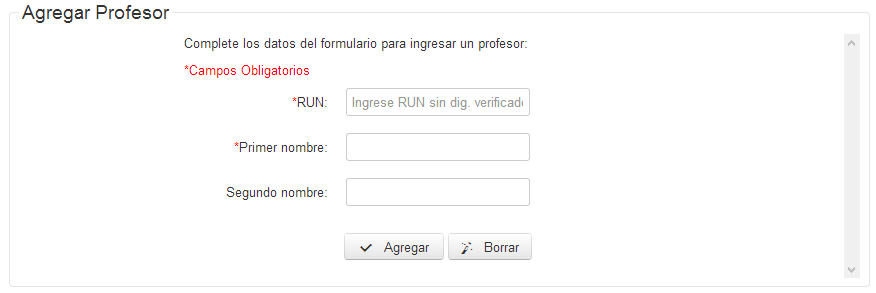 Agregar Profesor
Complete los datos del formulario para ingresar un profesor:
*Campos Obligatorios
*RUN: Ingrese RUN sin dig. verificado
*Primer nombre:
Segundo nombre:
Agregar Borrar